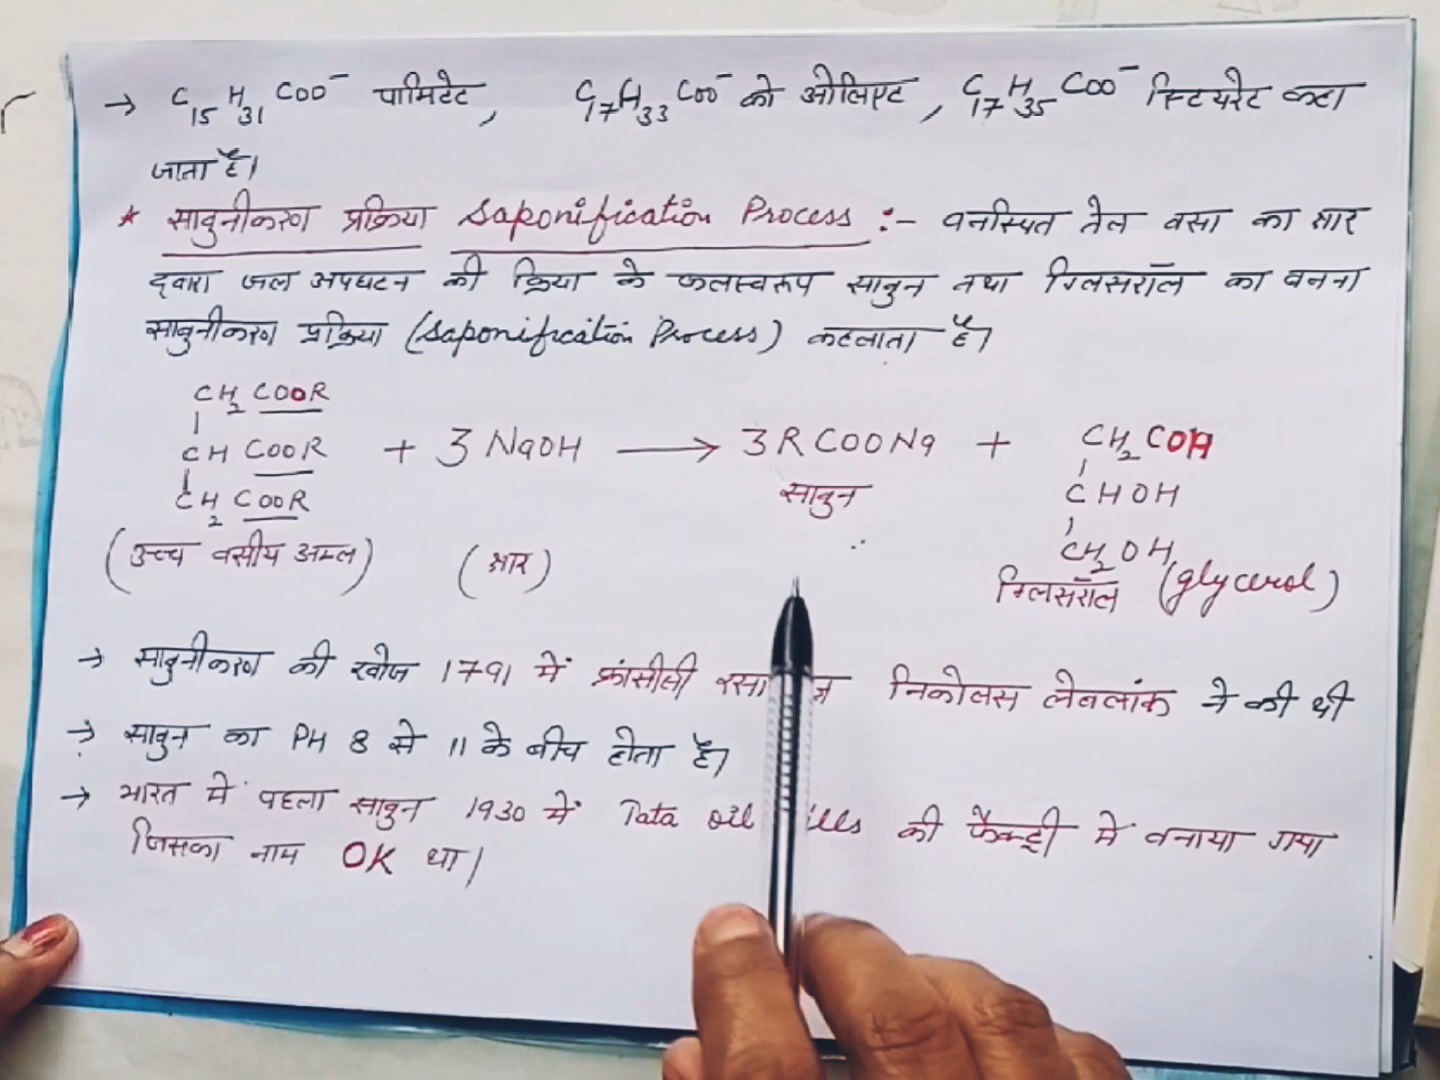 → C15H31COO⁻ पामिटेट, C17H33COO⁻ को ओलिएट, C17H35COO⁻ स्टियरेट कहा
जाता है।
* साबुनीकरण प्रक्रिया Saponification Process :- वनस्पित तेल वसा का क्षार
द्वारा जल अपघटन की क्रिया के फलस्वरूप साबुन तथा ग्लिसरॉल का बनना
साबुनीकरण प्रक्रिया (Saponification Process) कहलाता है।
CH2 COOR
CH COOR + 3 NaOH ⟶ 3 RCOONa + CH2 COH
साबुन CHOH
CH2 COOR
CH2OH
(उच्च वसीय अम्ल) (क्षार) ग्लिसरॉल (glycerol)
→ साबुनीकरण की खोज 1791 में फ्रांसीसी निकोलस लेबलांक ने की थी
→ साबुन का PH 8 से 11 के बीच होता है।
→ भारत में पहला साबुन 1930 में Tata oil की फैक्ट्री में बनाया गया
जिसका नाम OK था।